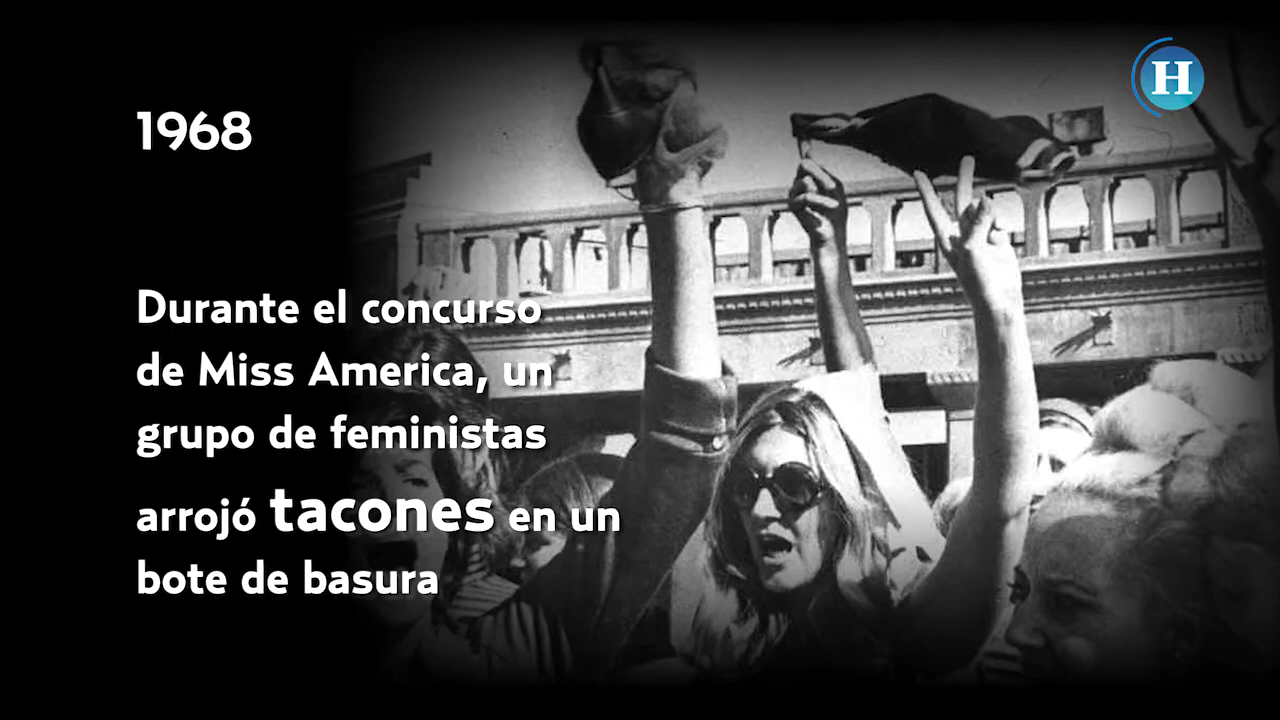 H
1968
Durante el concurso
de Miss America, un
grupo de feministas
arrojó tacones en un
bote de basura